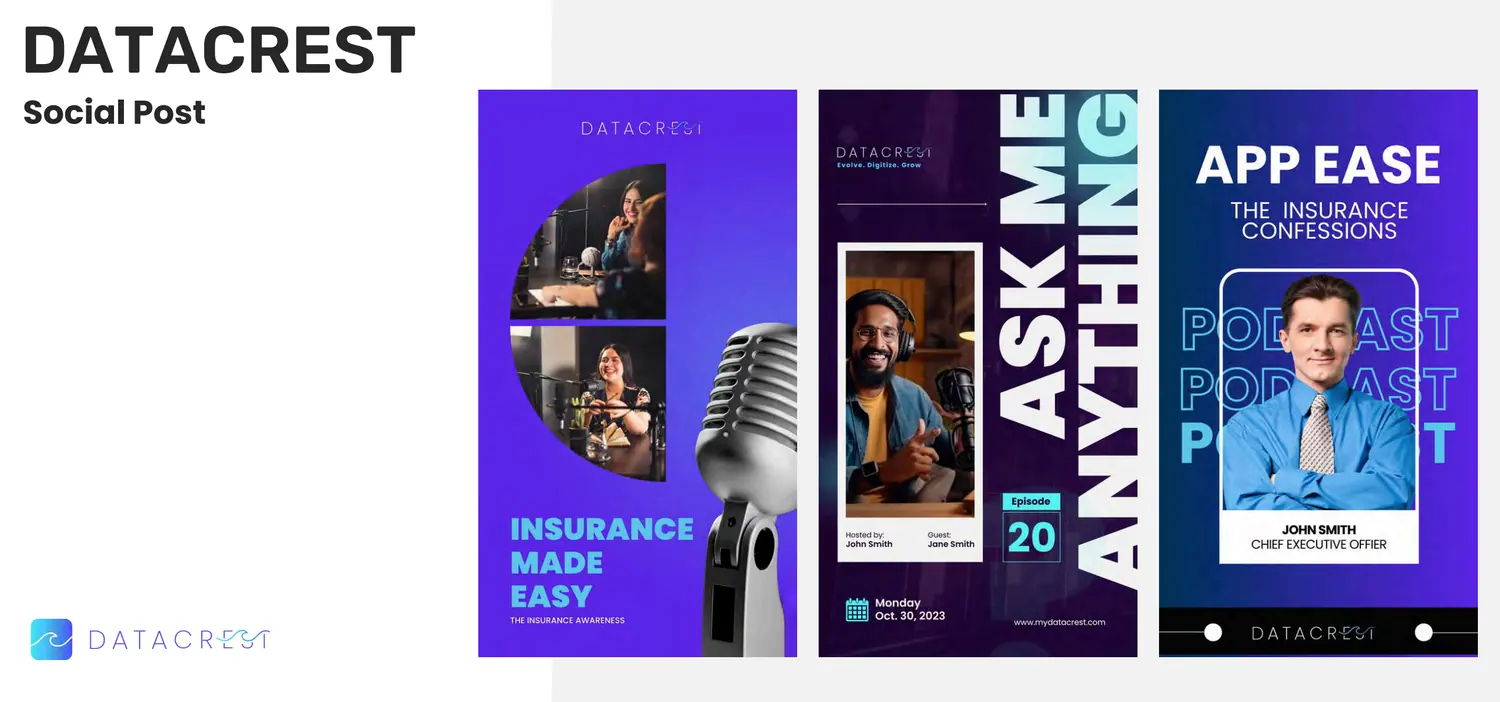 DATACREST
Social Post
DATACREST
DATACREST
INSURANCE
MADE
EASY
THE INSURANCE AWARENESS
DATACREST
Evolve. Digitize. Grow
ASK ME
ANYTHING
Hosted by:
John Smith
Guest:
Jane Smith
Episode
20
Monday
Oct. 30, 2023
www.mydatacrest.com
APP EASE
THE INSURANCE
CONFESSIONS
PODCAST
PODCAST
PODCAST
JOHN SMITH
CHIEF EXECUTIVE OFFIER
DATACREST